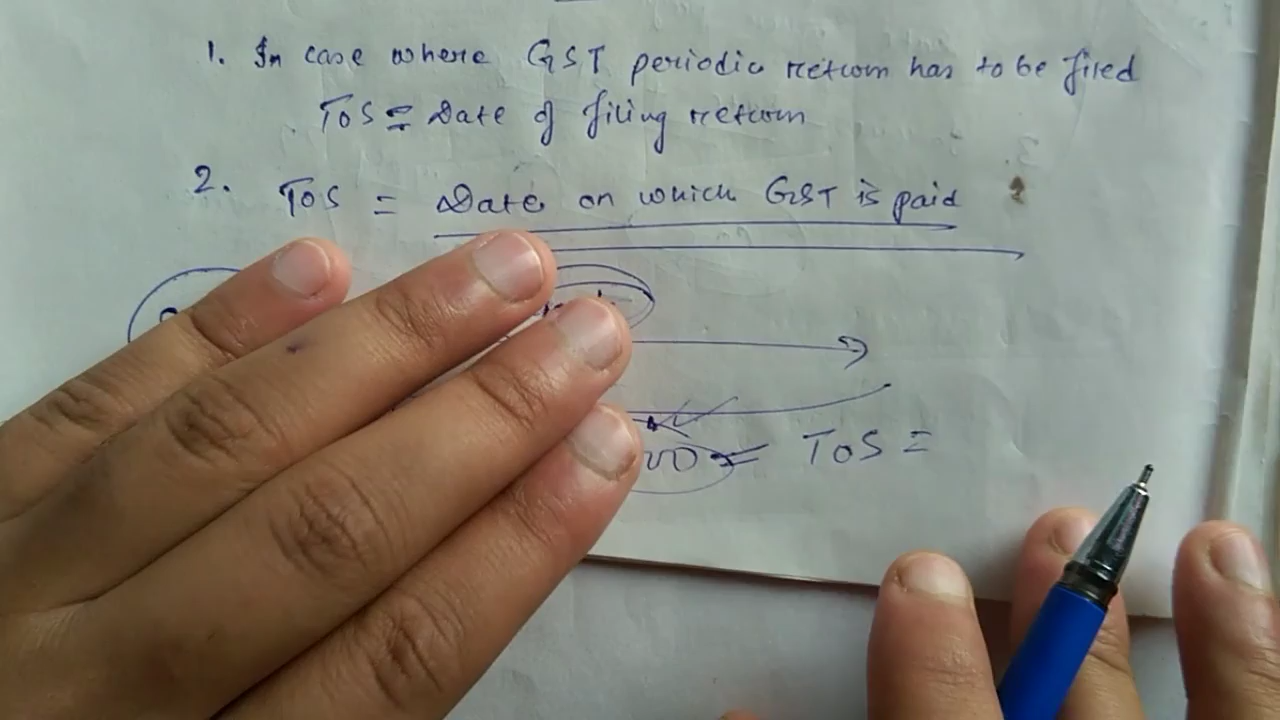 1. In case where GST periodic return has to be filed
TOS = Date of filing return
2. TOS = Date on which GST is paid
TOS =